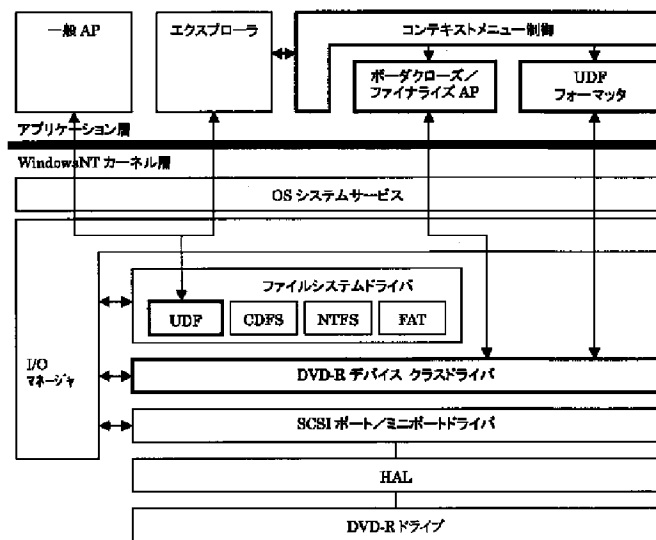 一般 AP
エクスプローラ
コンテキストメニュー制御
ボーダクローズ／
ファイナライズ AP
UDF
フォーマッタ
アプリケーション層
WindowsNT カーネル層
OS システムサービス
ファイルシステムドライバ
UDF
CDFS
NTFS
FAT
I/O
マネージャ
DVD-R デバイス クラスドライバ
SCSI ポート／ミニポートドライバ
HAL
DVD-R ドライブ